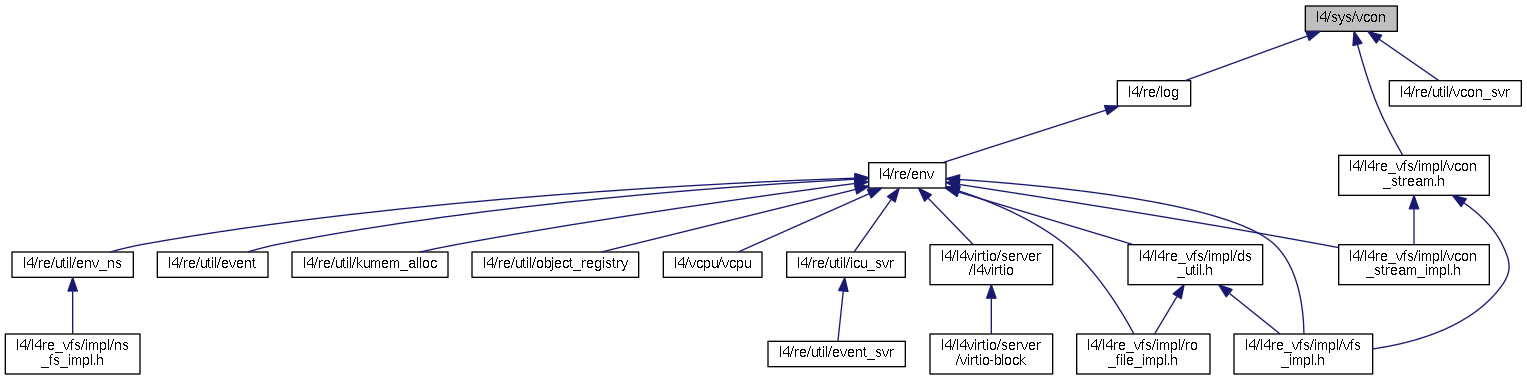 l4/sys/vcon
l4/re/log
l4/re/util/vcon_svr
l4/re/env
l4/l4re_vfs/impl/vcon
_stream.h
l4/re/util/env_ns
l4/re/util/event
l4/re/util/kumem_alloc
l4/re/util/object_registry
l4/vcpu/vcpu
l4/re/util/icu_svr
l4/l4virtio/server
/l4virtio
l4/l4re_vfs/impl/ds
_util.h
l4/l4re_vfs/impl/vcon
_stream_impl.h
l4/l4re_vfs/impl/ns
_fs_impl.h
l4/re/util/event_svr
l4/l4virtio/server
/virtio-block
l4/l4re_vfs/impl/ro
_file_impl.h
l4/l4re_vfs/impl/vfs
_impl.h